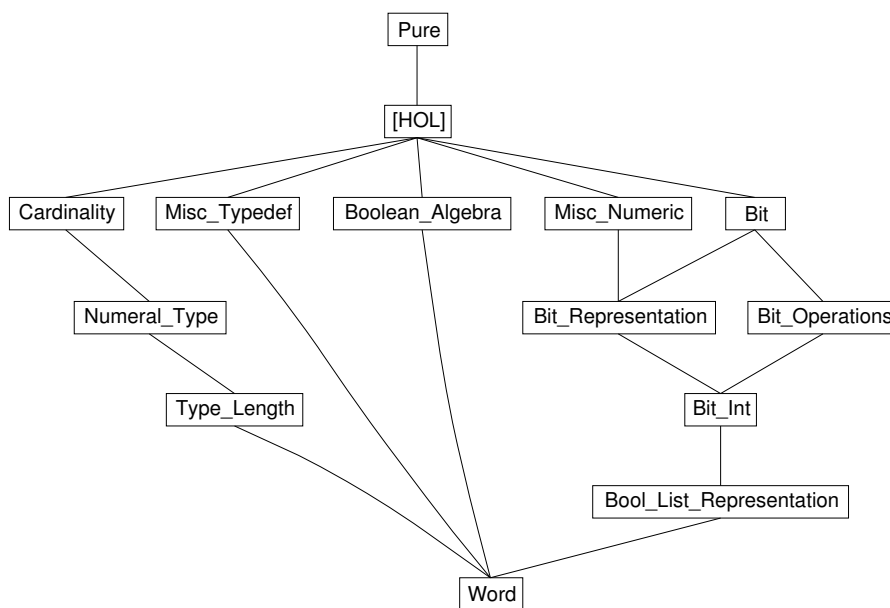 Pure
[HOL]
Cardinality
Misc_Typedef
Boolean_Algebra
Misc_Numeric
Bit
Numeral_Type
Bit_Representation
Bit_Operations
Type_Length
Bit_Int
Bool_List_Representation
Word